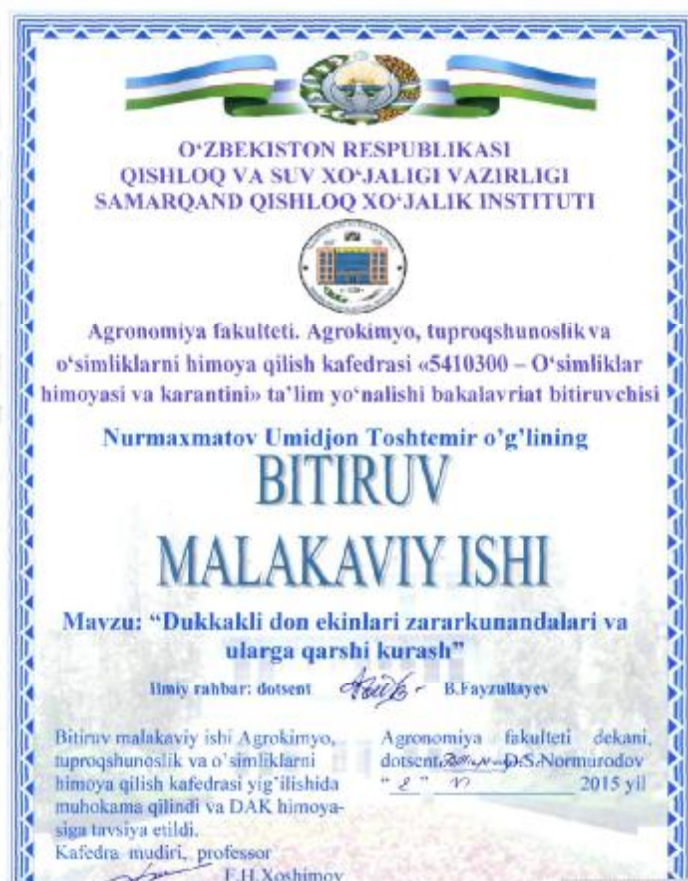 O‘ZBEKISTON RESPUBLIKASI
QISHLOQ VA SUV XO‘JALIGI VAZIRLIGI
SAMARQAND QISHLOQ XO‘JALIK INSTITUTI
Agronomiya fakulteti. Agrokimyo, tuproqshunoslik va
o‘simliklarni himoya qilish kafedrasi «5410300 – O‘simliklar
himoyasi va karantini» ta’lim yo‘nalishi bakalavriat bitiruvchisi
Nurmaxmatov Umidjon Toshtemir o’g’lining
BITIRUV
MALAKAVIY ISHI
Mavzu: “Dukkakli don ekinlari zararkunandalari va
ularga qarshi kurash”
Ilmiy rahbar: dotsent B.Fayzullayev
Bitiruv malakaviy ishi Agrokimyo,
tuproqshunoslik va o’simliklarni
himoya qilish kafedrasi yig’ilishida
muhokama qilindi va DAK himoya-
siga tavsiya etildi.
Kafedra mudiri, professor
F.H.Xoshimov
Agronomiya fakulteti dekani,
dotsent D.S.Normurodov
2015 yil